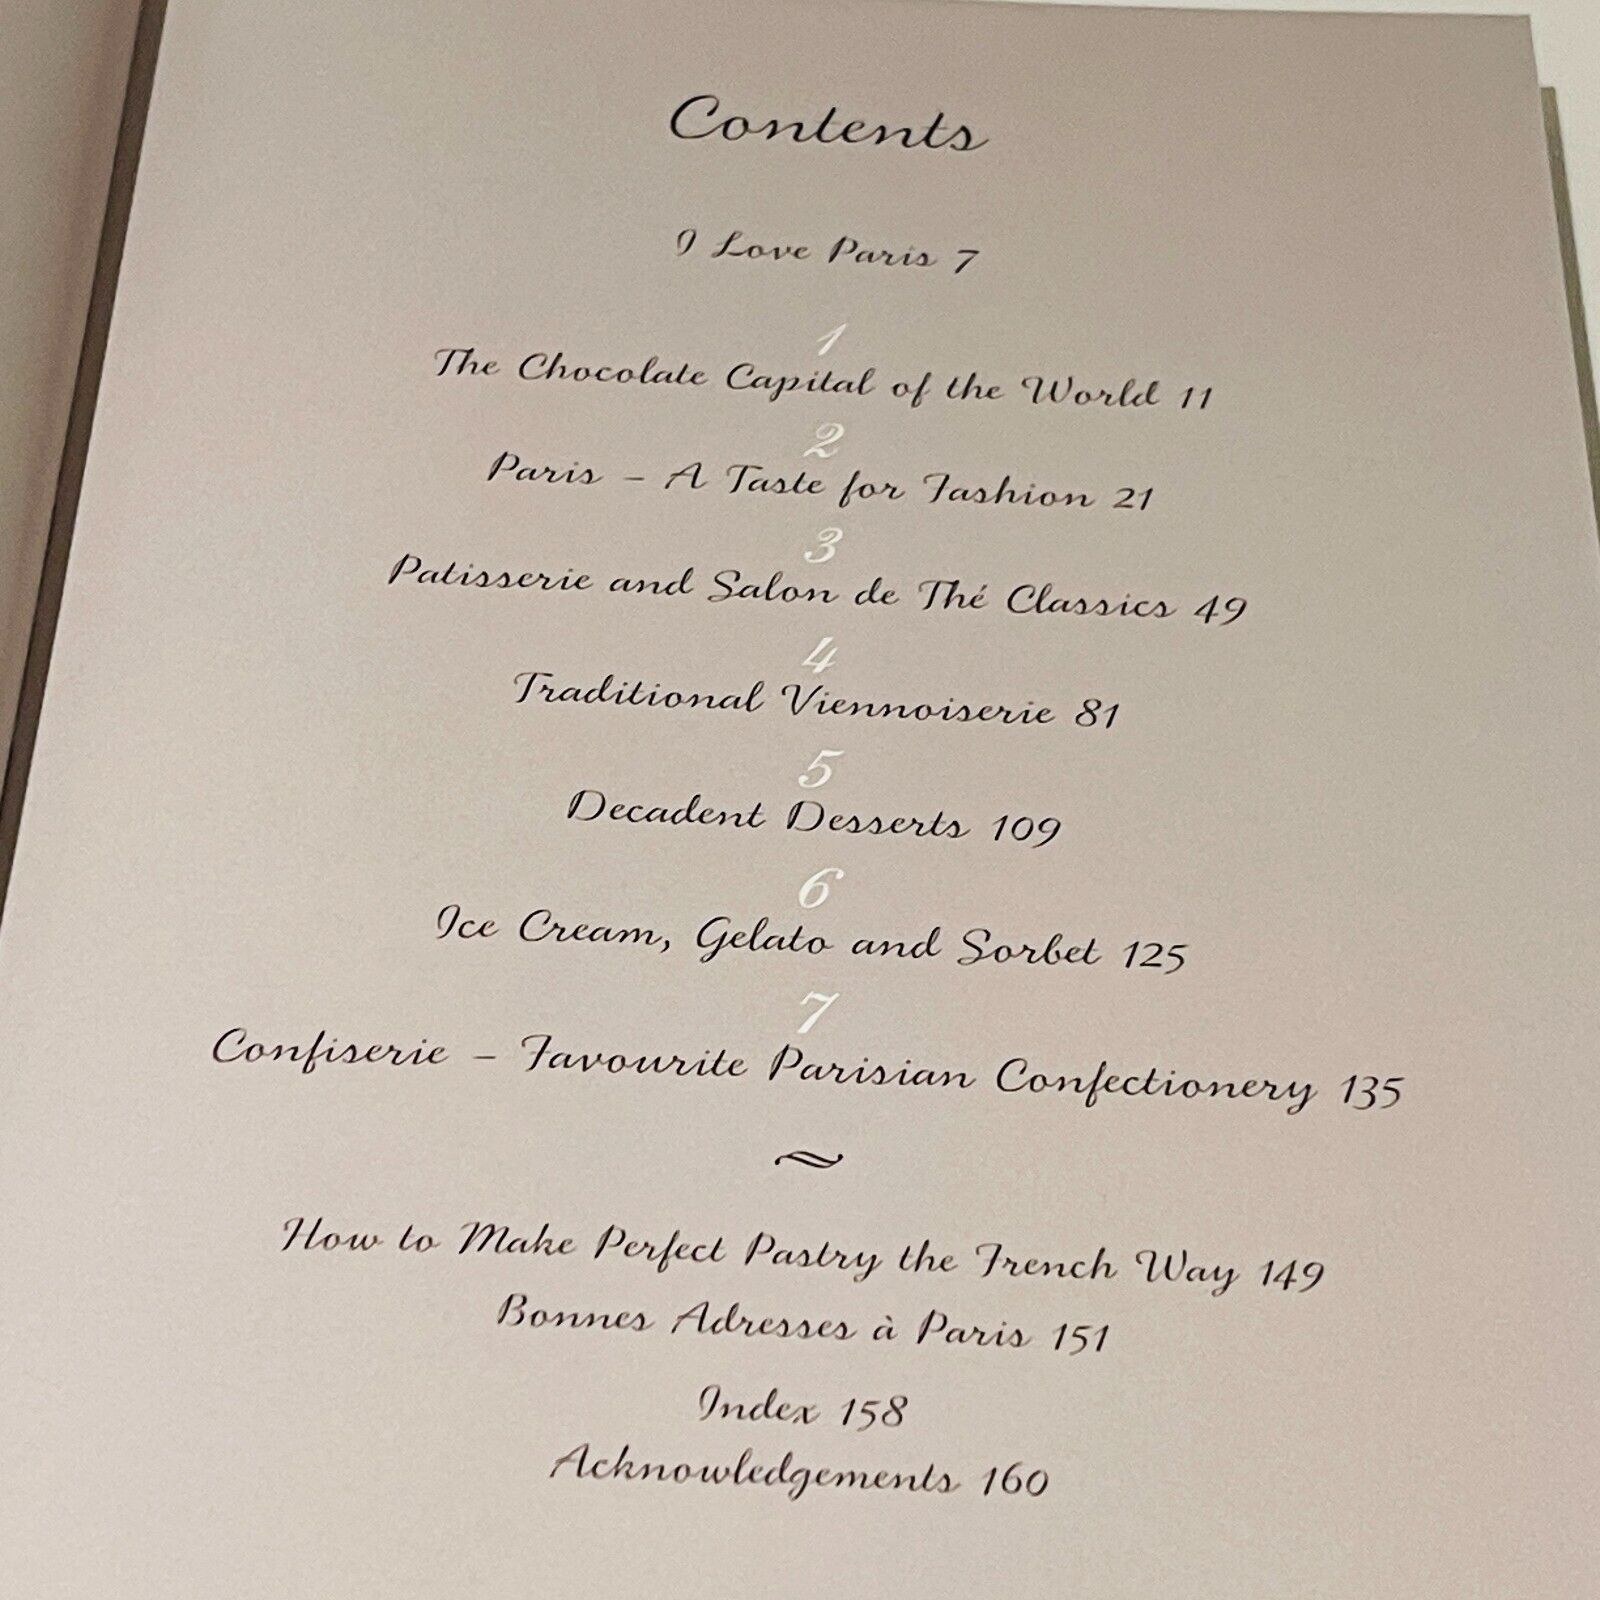 Contents
I Love Paris 7
1
The Chocolate Capital of the World 11
2
Paris – A Taste for Fashion 21
3
Patisserie and Salon de Thé Classics 49
4
Traditional Viennoiserie 81
5
Decadent Desserts 109
6
Ice Cream, Gelato and Sorbet 125
7
Confiserie – Favourite Parisian Confectionery 135
How to Make Perfect Pastry the French Way 149
Bonnes Adresses à Paris 151
Index 158
Acknowledgements 160